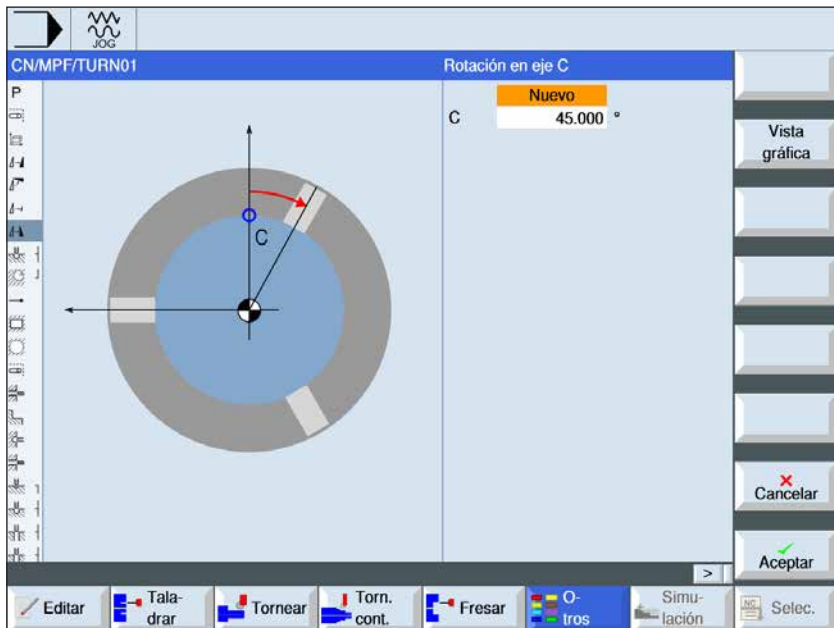 JOG
CN/MPF/TURN01
Rotación en eje C
P
Nuevo
C 45.000 °
C
Vista
gráfica
Cancelar
Aceptar
>
Editar
Tala-
drar
Tornear
Torn.
cont.
Fresar
O-
tros
Simu-
lación
NC
Selec.